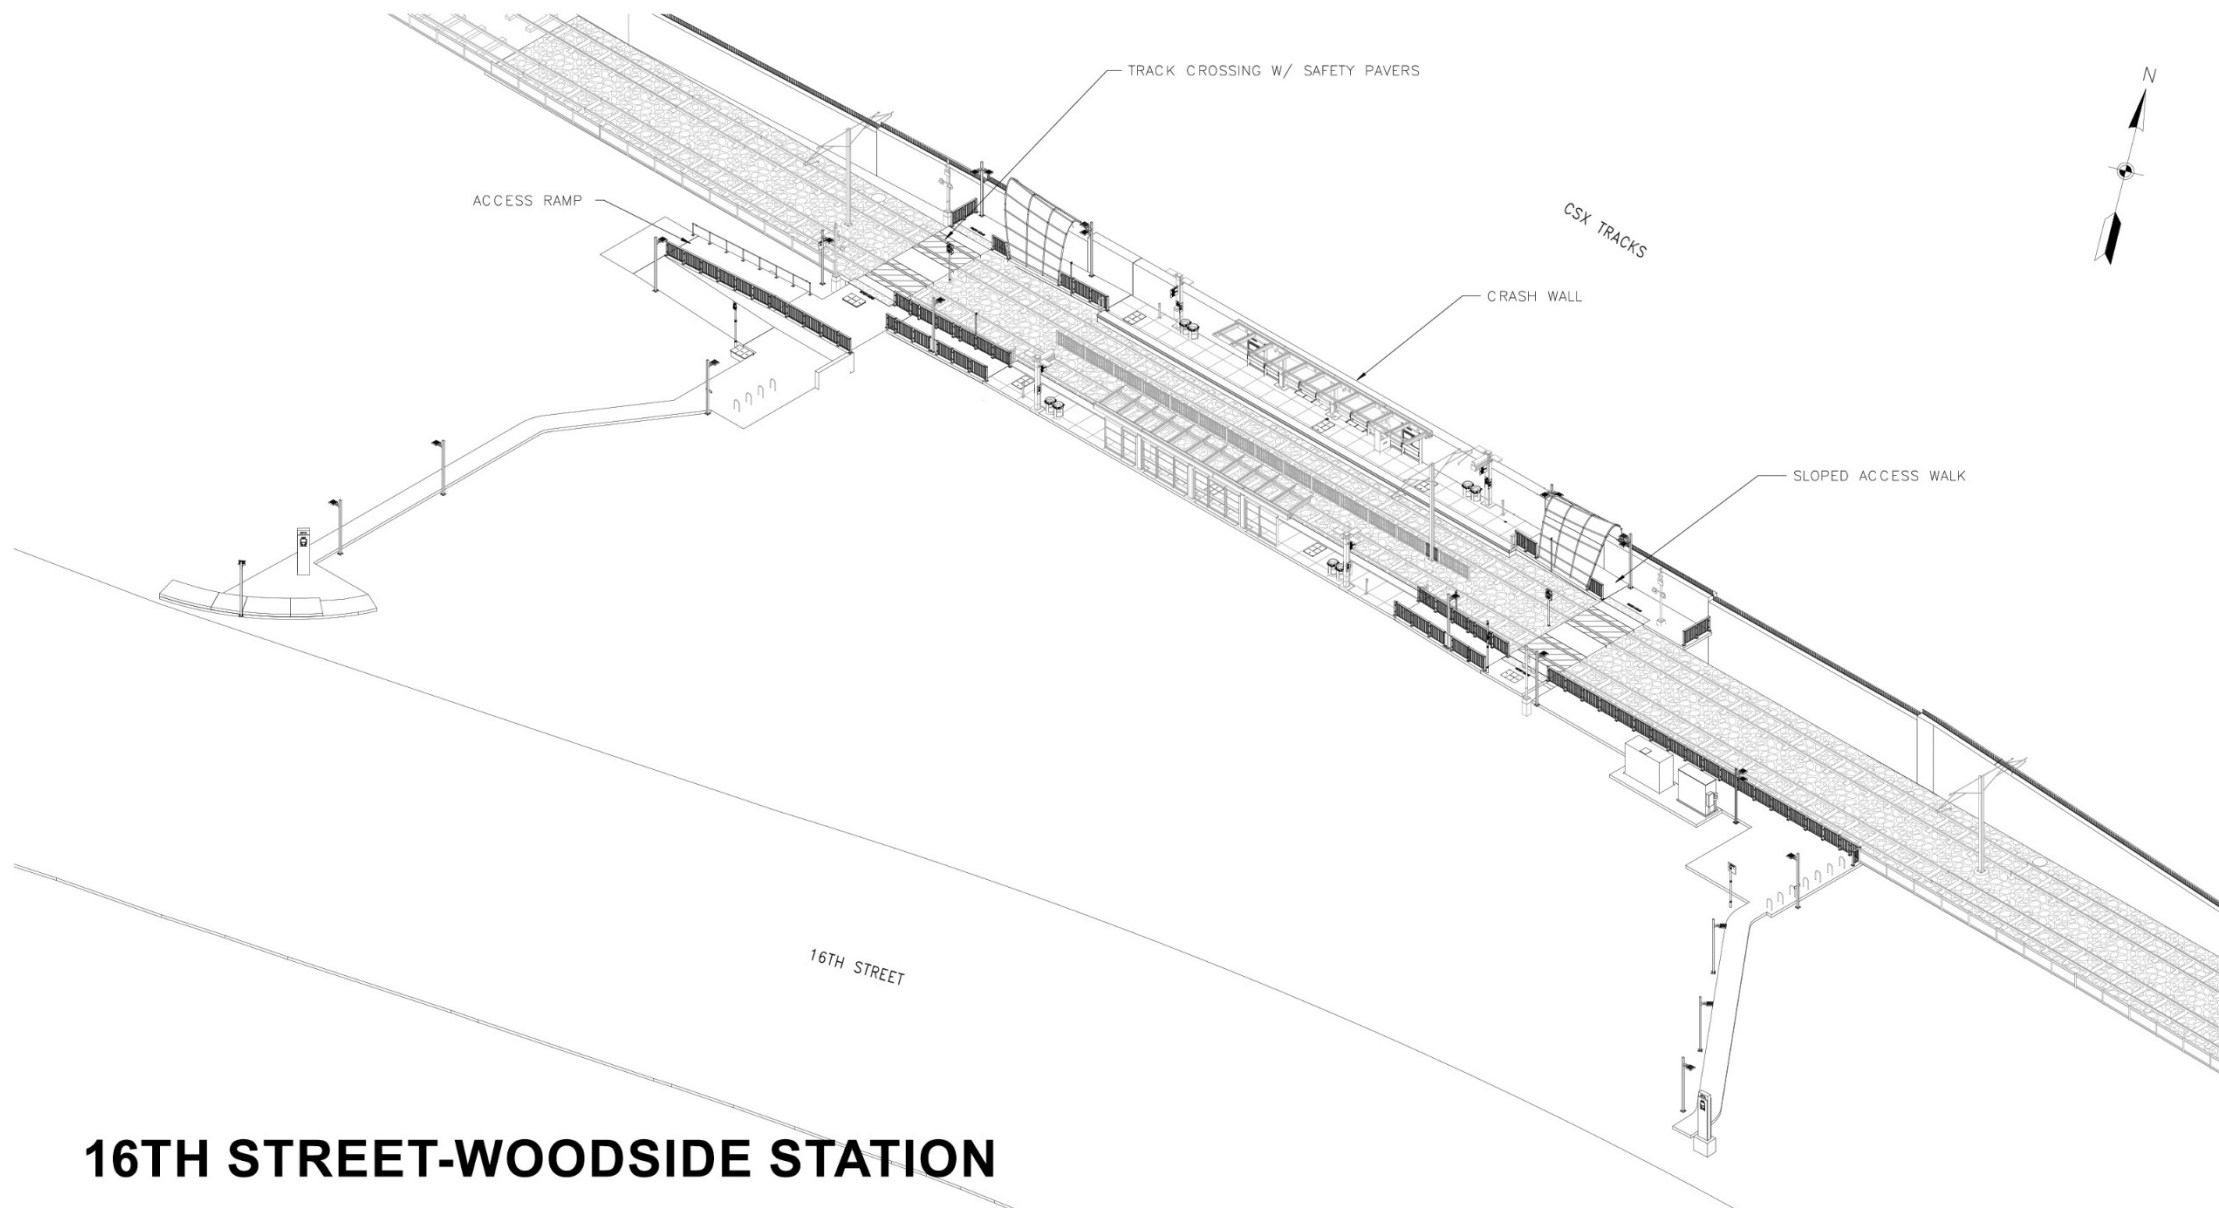 N
TRACK CROSSING W/ SAFETY PAVERS
ACCESS RAMP
CSX TRACKS
CRASH WALL
SLOPED ACCESS WALK
16TH STREET
16TH STREET-WOODSIDE STATION